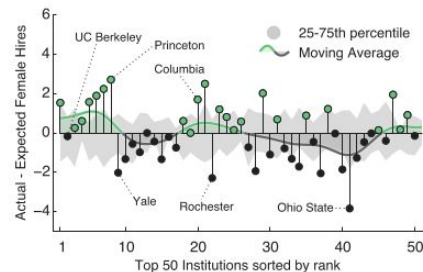 6
4
2
0
−2
−4
Actual - Expected Female Hires
UC Berkeley
Princeton
Columbia
25-75th percentile
Moving Average
Yale
Rochester
Ohio State
1
10
20
30
40
50
Top 50 Institutions sorted by rank